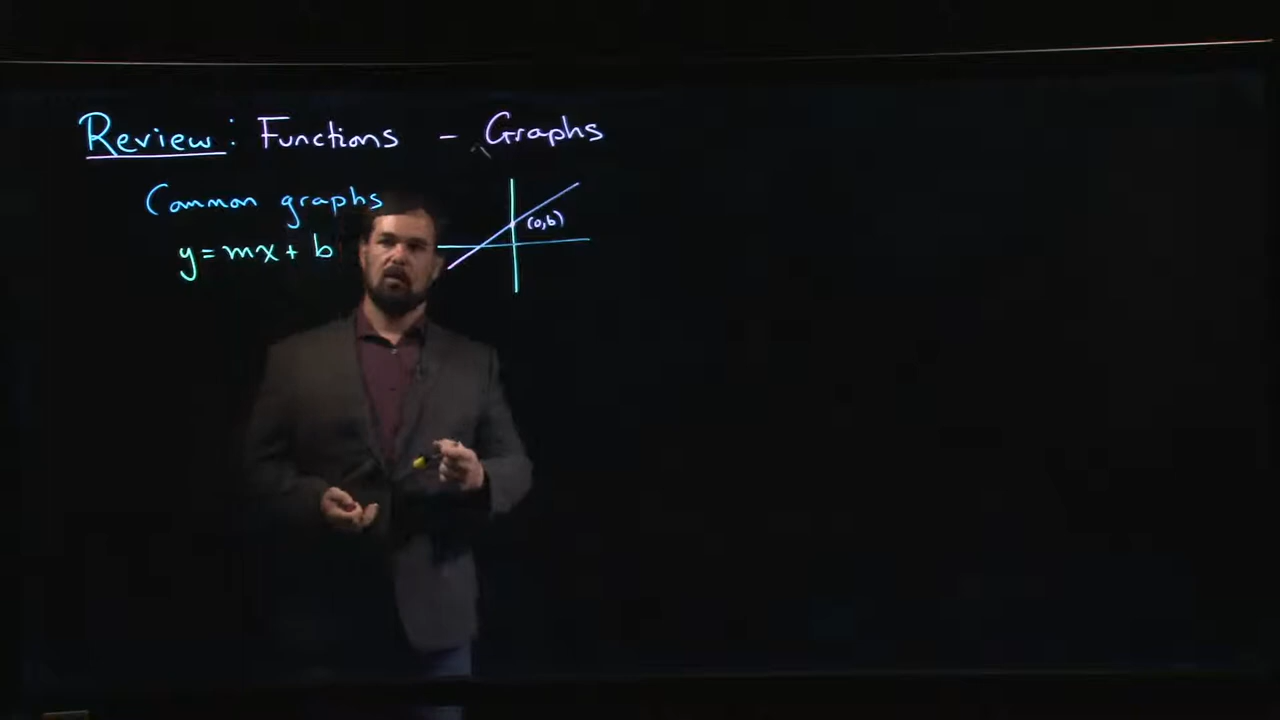 Review: Functions - Graphs
Common graphs
y = mx + b
(0,b)